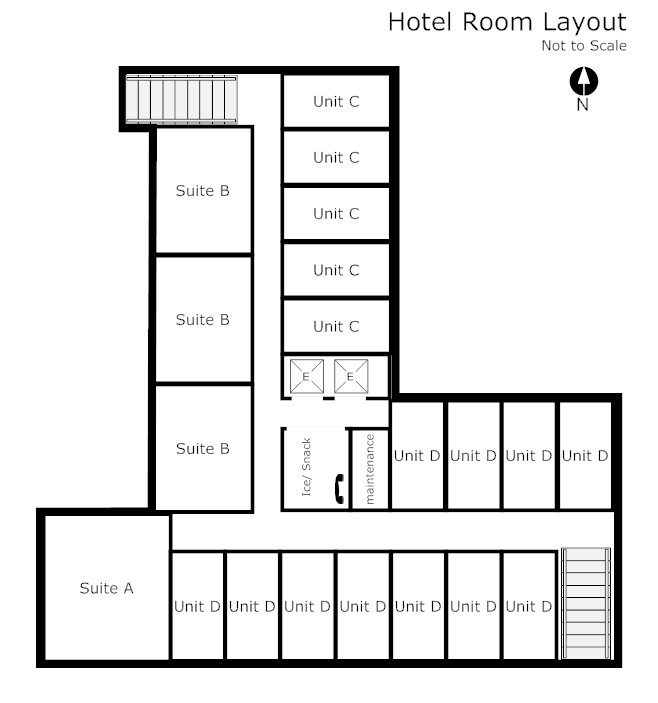 Hotel Room Layout
Not to Scale
N
Unit C
Unit C
Suite B
Unit C
Unit C
Suite B
Unit C
E E
Suite B
Ice/ Snack
maintenance
Unit D Unit D Unit D Unit D
Suite A
Unit D Unit D Unit D Unit D Unit D Unit D Unit D